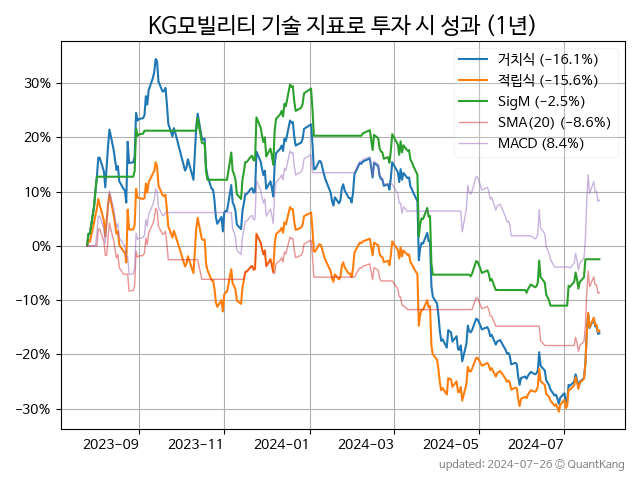 KG모빌리티 기술 지표로 투자 시 성과 (1년)
거치식 (−16.1%)
적립식 (−15.6%)
SigM (−2.5%)
SMA(20) (−8.6%)
MACD (8.4%)
30%
20%
10%
0%
−10%
−20%
−30%
2023−09
2023−11
2024−01
2024−03
2024−05
2024−07
updated: 2024−07−26 © QuantKang